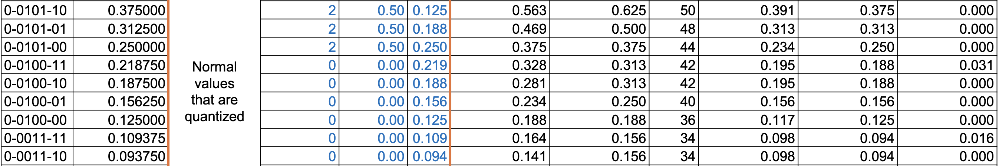 0-0101-10 0.375000 2 0.50 0.125 0.563 0.625 50 0.391 0.375 0.000
0-0101-01 0.312500 2 0.50 0.188 0.469 0.500 48 0.313 0.313 0.000
0-0101-00 0.250000 2 0.50 0.250 0.375 0.375 44 0.234 0.250 0.000
0-0100-11 0.218750 Normal 0 0.00 0.219 0.328 0.313 42 0.195 0.188 0.031
0-0100-10 0.187500 values 0 0.00 0.188 0.281 0.313 42 0.195 0.188 0.000
0-0100-01 0.156250 that are 0 0.00 0.156 0.234 0.250 40 0.156 0.156 0.000
0-0100-00 0.125000 quantized 0 0.00 0.125 0.188 0.188 36 0.117 0.125 0.000
0-0011-11 0.109375 0 0.00 0.109 0.164 0.156 34 0.098 0.094 0.016
0-0011-10 0.093750 0 0.00 0.094 0.141 0.156 34 0.098 0.094 0.000